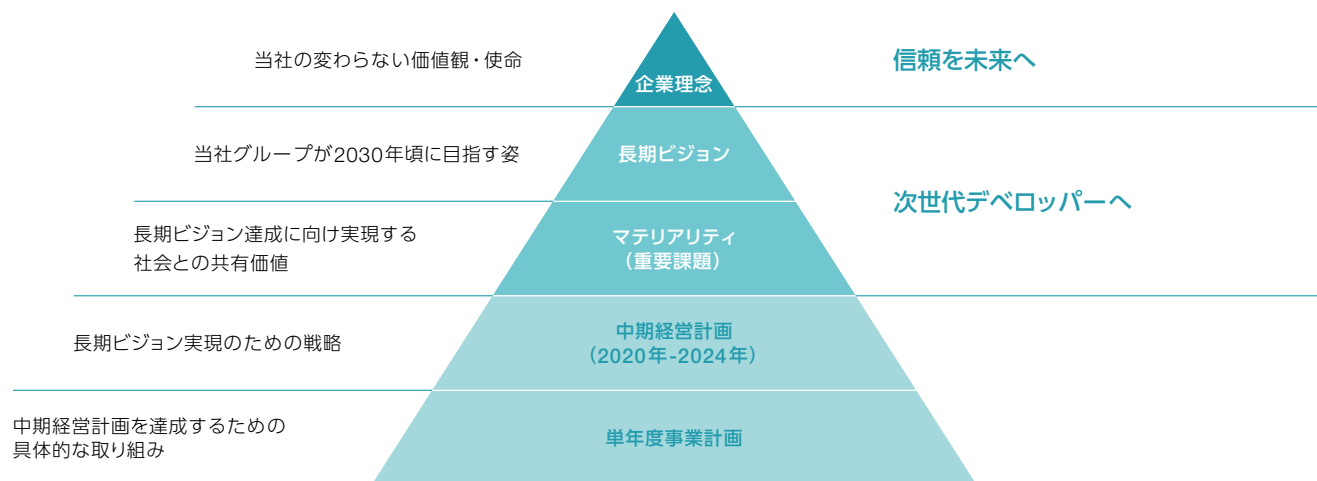 当社の変わらない価値観・使命
企業理念
信頼を未来へ
当社グループが2030年頃に目指す姿
長期ビジョン
次世代デベロッパーへ
長期ビジョン達成に向け実現する
社会との共有価値
マテリアリティ
（重要課題）
長期ビジョン実現のための戦略
中期経営計画
（2020年-2024年）
中期経営計画を達成するための
具体的な取り組み
単年度事業計画